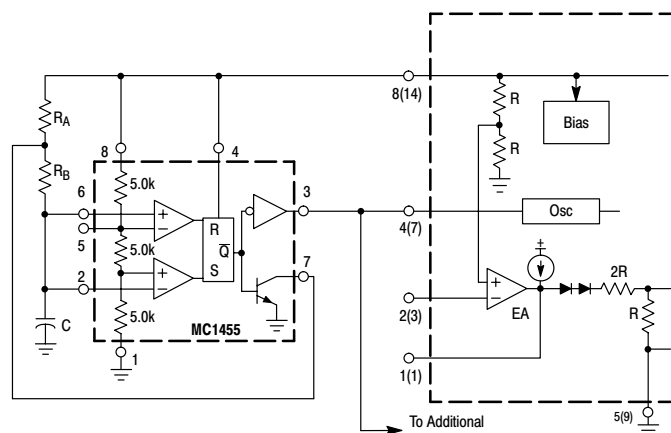 8(14)
R
Bias
R
RA
RB
8
4
6
5.0k
+
−
R
3
4(7)
Osc
5
5.0k
Q
2
+
−
S
7
±
+
−
EA
2R
R
2(3)
C
5.0k
MC1455
1
1(1)
To Additional
5(9)